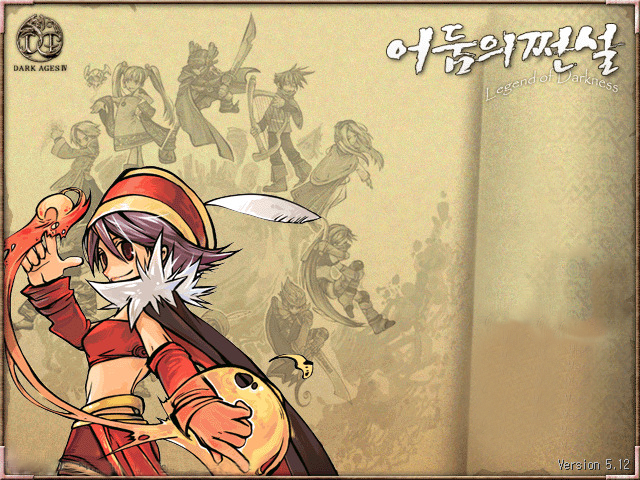 DARK AGES IV
어둠의전설
Legend of Darkness
Version 5.12